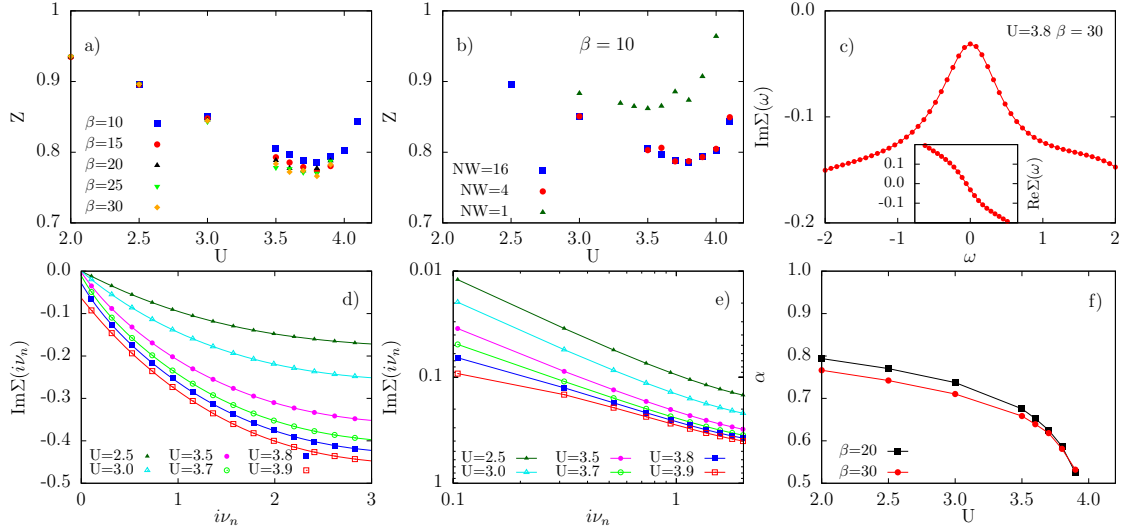 Z
0.7
0.8
0.9
1
2.0
2.5
3.0
3.5
4.0
U
a)
β=10
β=15
β=20
β=25
β=30
Z
0.7
0.8
0.9
1
2.0
2.5
3.0
3.5
4.0
U
b)
β = 10
NW=16
NW=4
NW=1
ImΣ(ω)
-0.2
-0.1
0.0
-2
-1
0
1
2
ω
c)
U=3.8 β = 30
0.1
0.0
-0.1
ReΣ(ω)
ImΣ(iνn)
-0.5
-0.4
-0.3
-0.2
-0.1
0.0
0
1
2
3
iνn
d)
U=2.5 U=3.5 U=3.8
U=3.0 U=3.7 U=3.9
ImΣ(iνn)
0.01
0.1
1
0.1
1
iνn
e)
U=2.5 U=3.5 U=3.8
U=3.0 U=3.7 U=3.9
α
0.5
0.6
0.7
0.8
0.9
1.0
2.0
2.5
3.0
3.5
4.0
U
f)
β=20
β=30